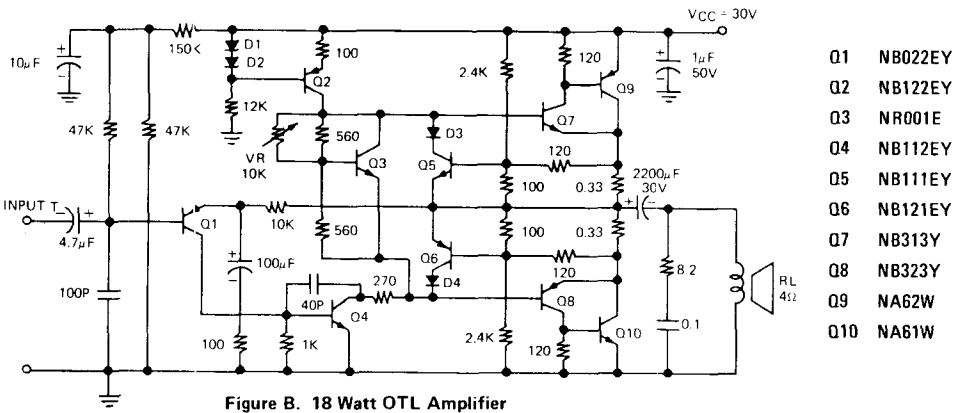 VCC = 30V
10μF
+
−
150K
D1
D2
100
Q2
12K
2.4K
120
Q9
1μF
50V
+
−
47K
47K
VR
10K
560
Q3
D3
Q5
Q7
120
100
0.33
2200μF
30V
+
−
INPUT T
−
+
4.7μF
Q1
10K
560
100
0.33
100μF
+
−
Q6
D4
120
8.2
RL
4Ω
100P
40P
270
Q4
Q8
Q10
100
1K
2.4K
120
0.1
Q1 NB022EY
Q2 NB122EY
Q3 NR001E
Q4 NB112EY
Q5 NB111EY
Q6 NB121EY
Q7 NB313Y
Q8 NB323Y
Q9 NA62W
Q10 NA61W
Figure B. 18 Watt OTL Amplifier